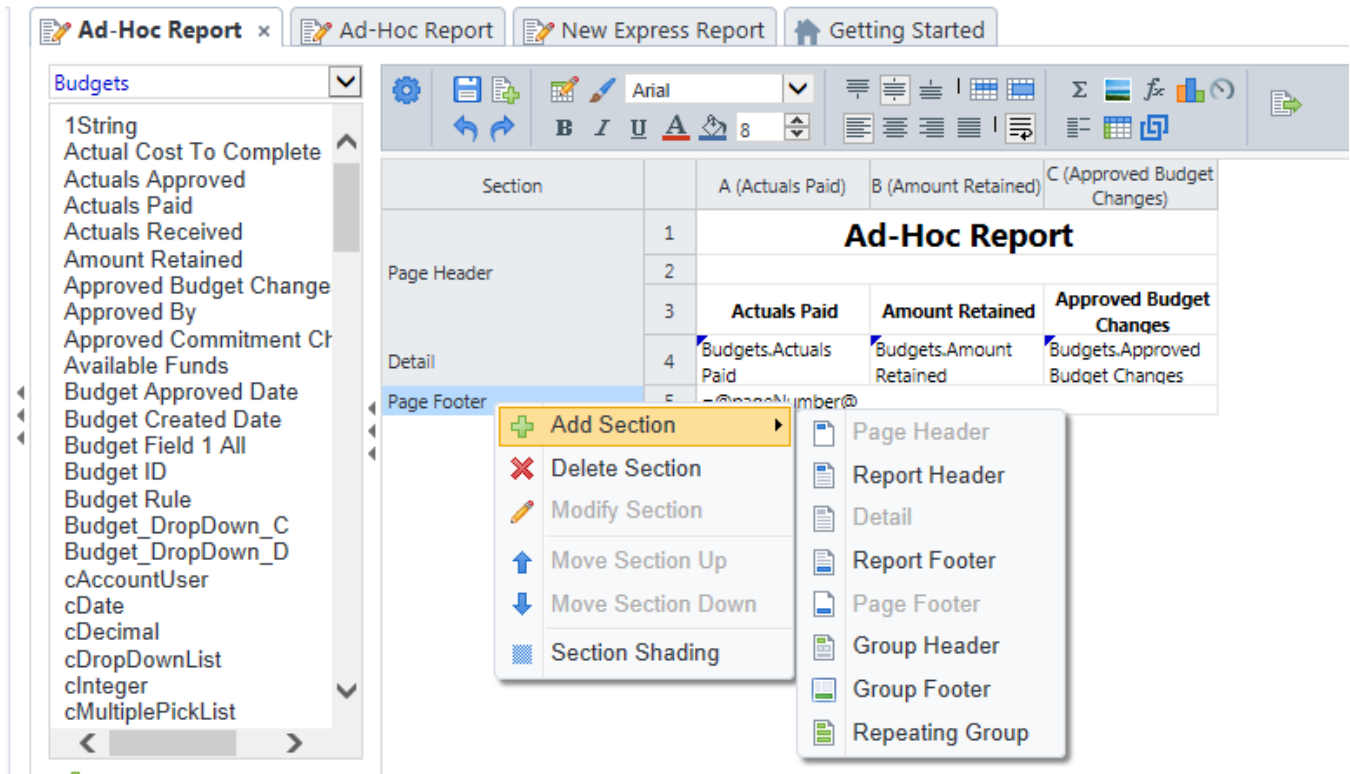 Ad-Hoc Report ×
Ad-Hoc Report
New Express Report
Getting Started
Budgets
1String
Actual Cost To Complete
Actuals Approved
Actuals Paid
Actuals Received
Amount Retained
Approved Budget Change
Approved By
Approved Commitment Ch
Available Funds
Budget Approved Date
Budget Created Date
Budget Field 1 All
Budget ID
Budget Rule
Budget_DropDown_C
Budget_DropDown_D
cAccountUser
cDate
cDecimal
cDropDownList
cInteger
cMultiplePickList
Arial
Σ fx
B I U A 8
Section
A (Actuals Paid)
B (Amount Retained)
C (Approved Budget
Changes)
Page Header
1
Ad-Hoc Report
2
3
Actuals Paid
Amount Retained
Approved Budget
Changes
Detail
4
Budgets.Actuals
Paid
Budgets.Amount
Retained
Budgets.Approved
Budget Changes
Page Footer
5
=@pageNumber@
Add Section
Delete Section
Modify Section
Move Section Up
Move Section Down
Section Shading
Page Header
Report Header
Detail
Report Footer
Page Footer
Group Header
Group Footer
Repeating Group